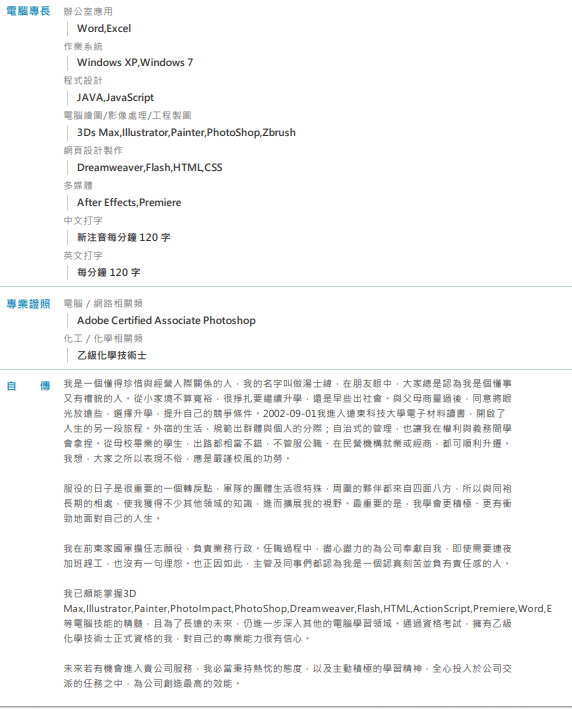 電腦專長 辦公室應用
Word,Excel
作業系統
Windows XP,Windows 7
程式設計
JAVA,JavaScript
電腦繪圖/影像處理/工程製圖
3Ds Max,Illustrator,Painter,PhotoShop,Zbrush
網頁設計製作
Dreamweaver,Flash,HTML,CSS
多媒體
After Effects,Premiere
中文打字
新注音每分鐘 120 字
英文打字
每分鐘 120 字
專業證照 電腦 / 網路相關類
Adobe Certified Associate Photoshop
化工 / 化學相關類
乙級化學技術士
自 傳 我是一個懂得珍惜與經營人際關係的人，我的名字叫做湯士緯，在朋友眼中，大家總是認為我是個懂事
又有禮貌的人。從小家境不算寬裕，很掙扎要繼續升學，還是早些出社會。與父母商量過後，同意將眼
光放遠些，選擇升學，提升自己的競爭條件。2002-09-01我進入遠東科技大學電子材料讀書，開啟了
人生的另一段旅程。外宿的生活，規範出群體與個人的分際；自治式的管理，也讓我在權利與義務間學
會拿捏。從母校畢業的學生，出路都相當不錯，不管服公職、在民營機構就業或經商，都可順利升遷。
我想，大家之所以表現不俗，應是嚴謹校風的功勞。
服役的日子是很重要的一個轉戾點，軍隊的團體生活很特殊，周圍的夥伴都來自四面八方，所以與同袍
長期的相處，使我獲得不少其他領域的知識，進而擴展我的視野。最重要的是，我學會更積極、更有衝
勁地面對自己的人生。
我在前東家國軍擔任志願役，負責業務行政。任職過程中，盡心盡力的為公司奉獻自我，即使需要連夜
加班趕工，也沒有一句埋怨。也正因如此，主管及同事們都認為我是一個認真刻苦並負有責任感的人。
我已頗能掌握3D
Max,Illustrator,Painter,PhotoImpact,PhotoShop,Dreamweaver,Flash,HTML,ActionScript,Premiere,Word,E
等電腦技能的精髓，且為了長遠的未來，仍進一步深入其他的電腦學習領域。通過資格考試，擁有乙級
化學技術士正式資格的我，對自己的專業能力很有信心。
未來若有機會進入貴公司服務，我必當秉持熱忱的態度，以及主動積極的學習精神，全心投入於公司交
派的任務之中，為公司創造最高的效能。